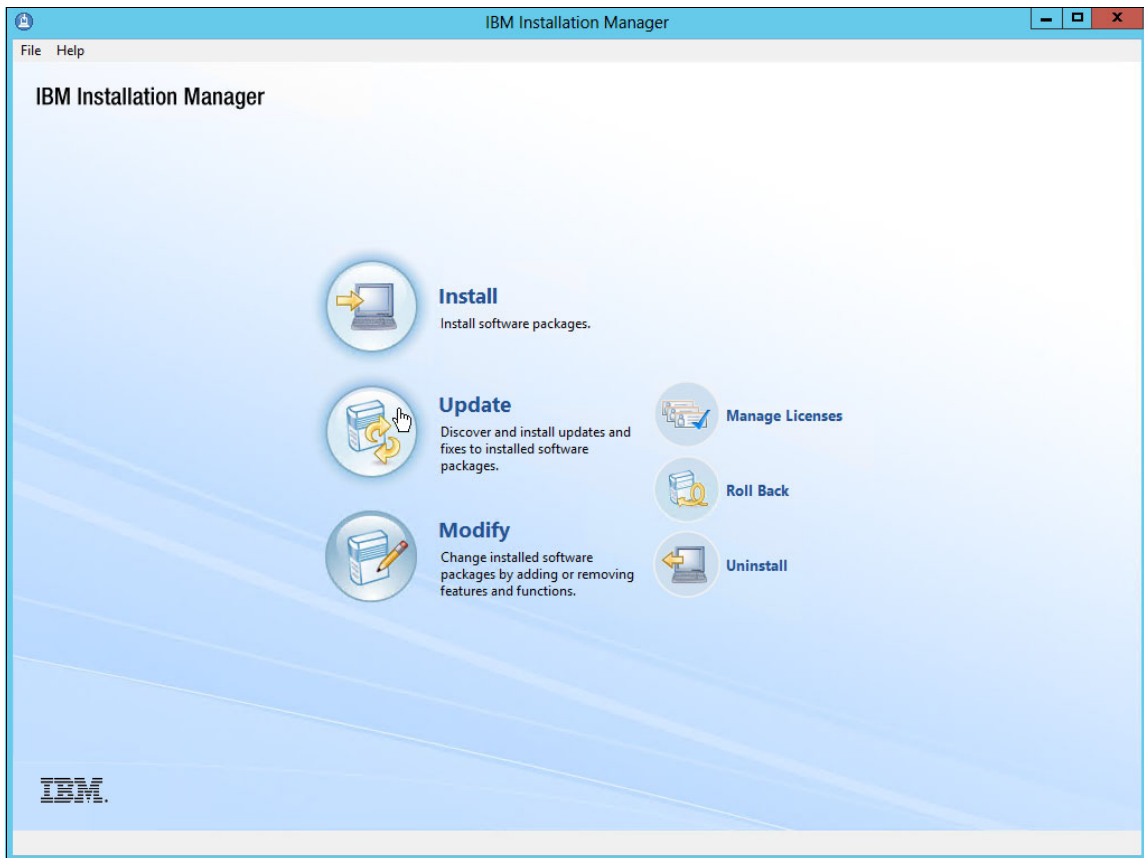 IBM Installation Manager
File Help
IBM Installation Manager
Install
Install software packages.
Update
Discover and install updates and
fixes to installed software
packages.
Modify
Change installed software
packages by adding or removing
features and functions.
Manage Licenses
Roll Back
Uninstall
IBM.